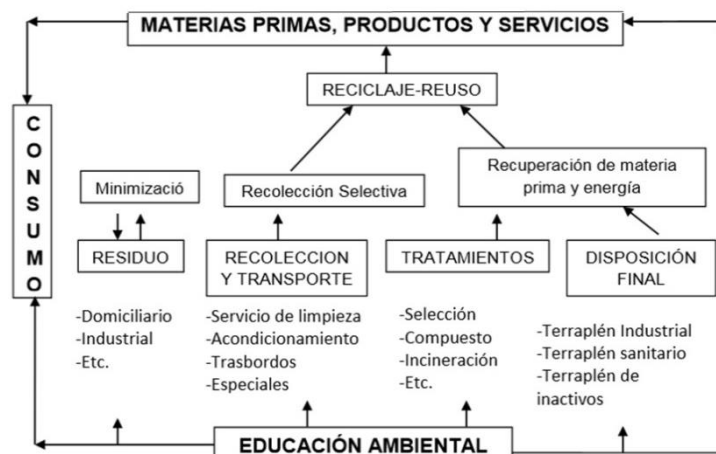 MATERIAS PRIMAS, PRODUCTOS Y SERVICIOS
RECICLAJE-REUSO
CONSUMO
Minimizació
Recolección Selectiva
Recuperación de materia
prima y energía
RESIDUO
RECOLECCION
Y TRANSPORTE
TRATAMIENTOS
DISPOSICIÓN
FINAL
-Domiciliario
-Industrial
-Etc.
-Servicio de limpieza
-Acondicionamiento
-Trasbordos
-Especiales
-Selección
-Compuesto
-Incineración
-Etc.
-Terraplén Industrial
-Terraplén sanitario
-Terraplén de
inactivos
EDUCACIÓN AMBIENTAL